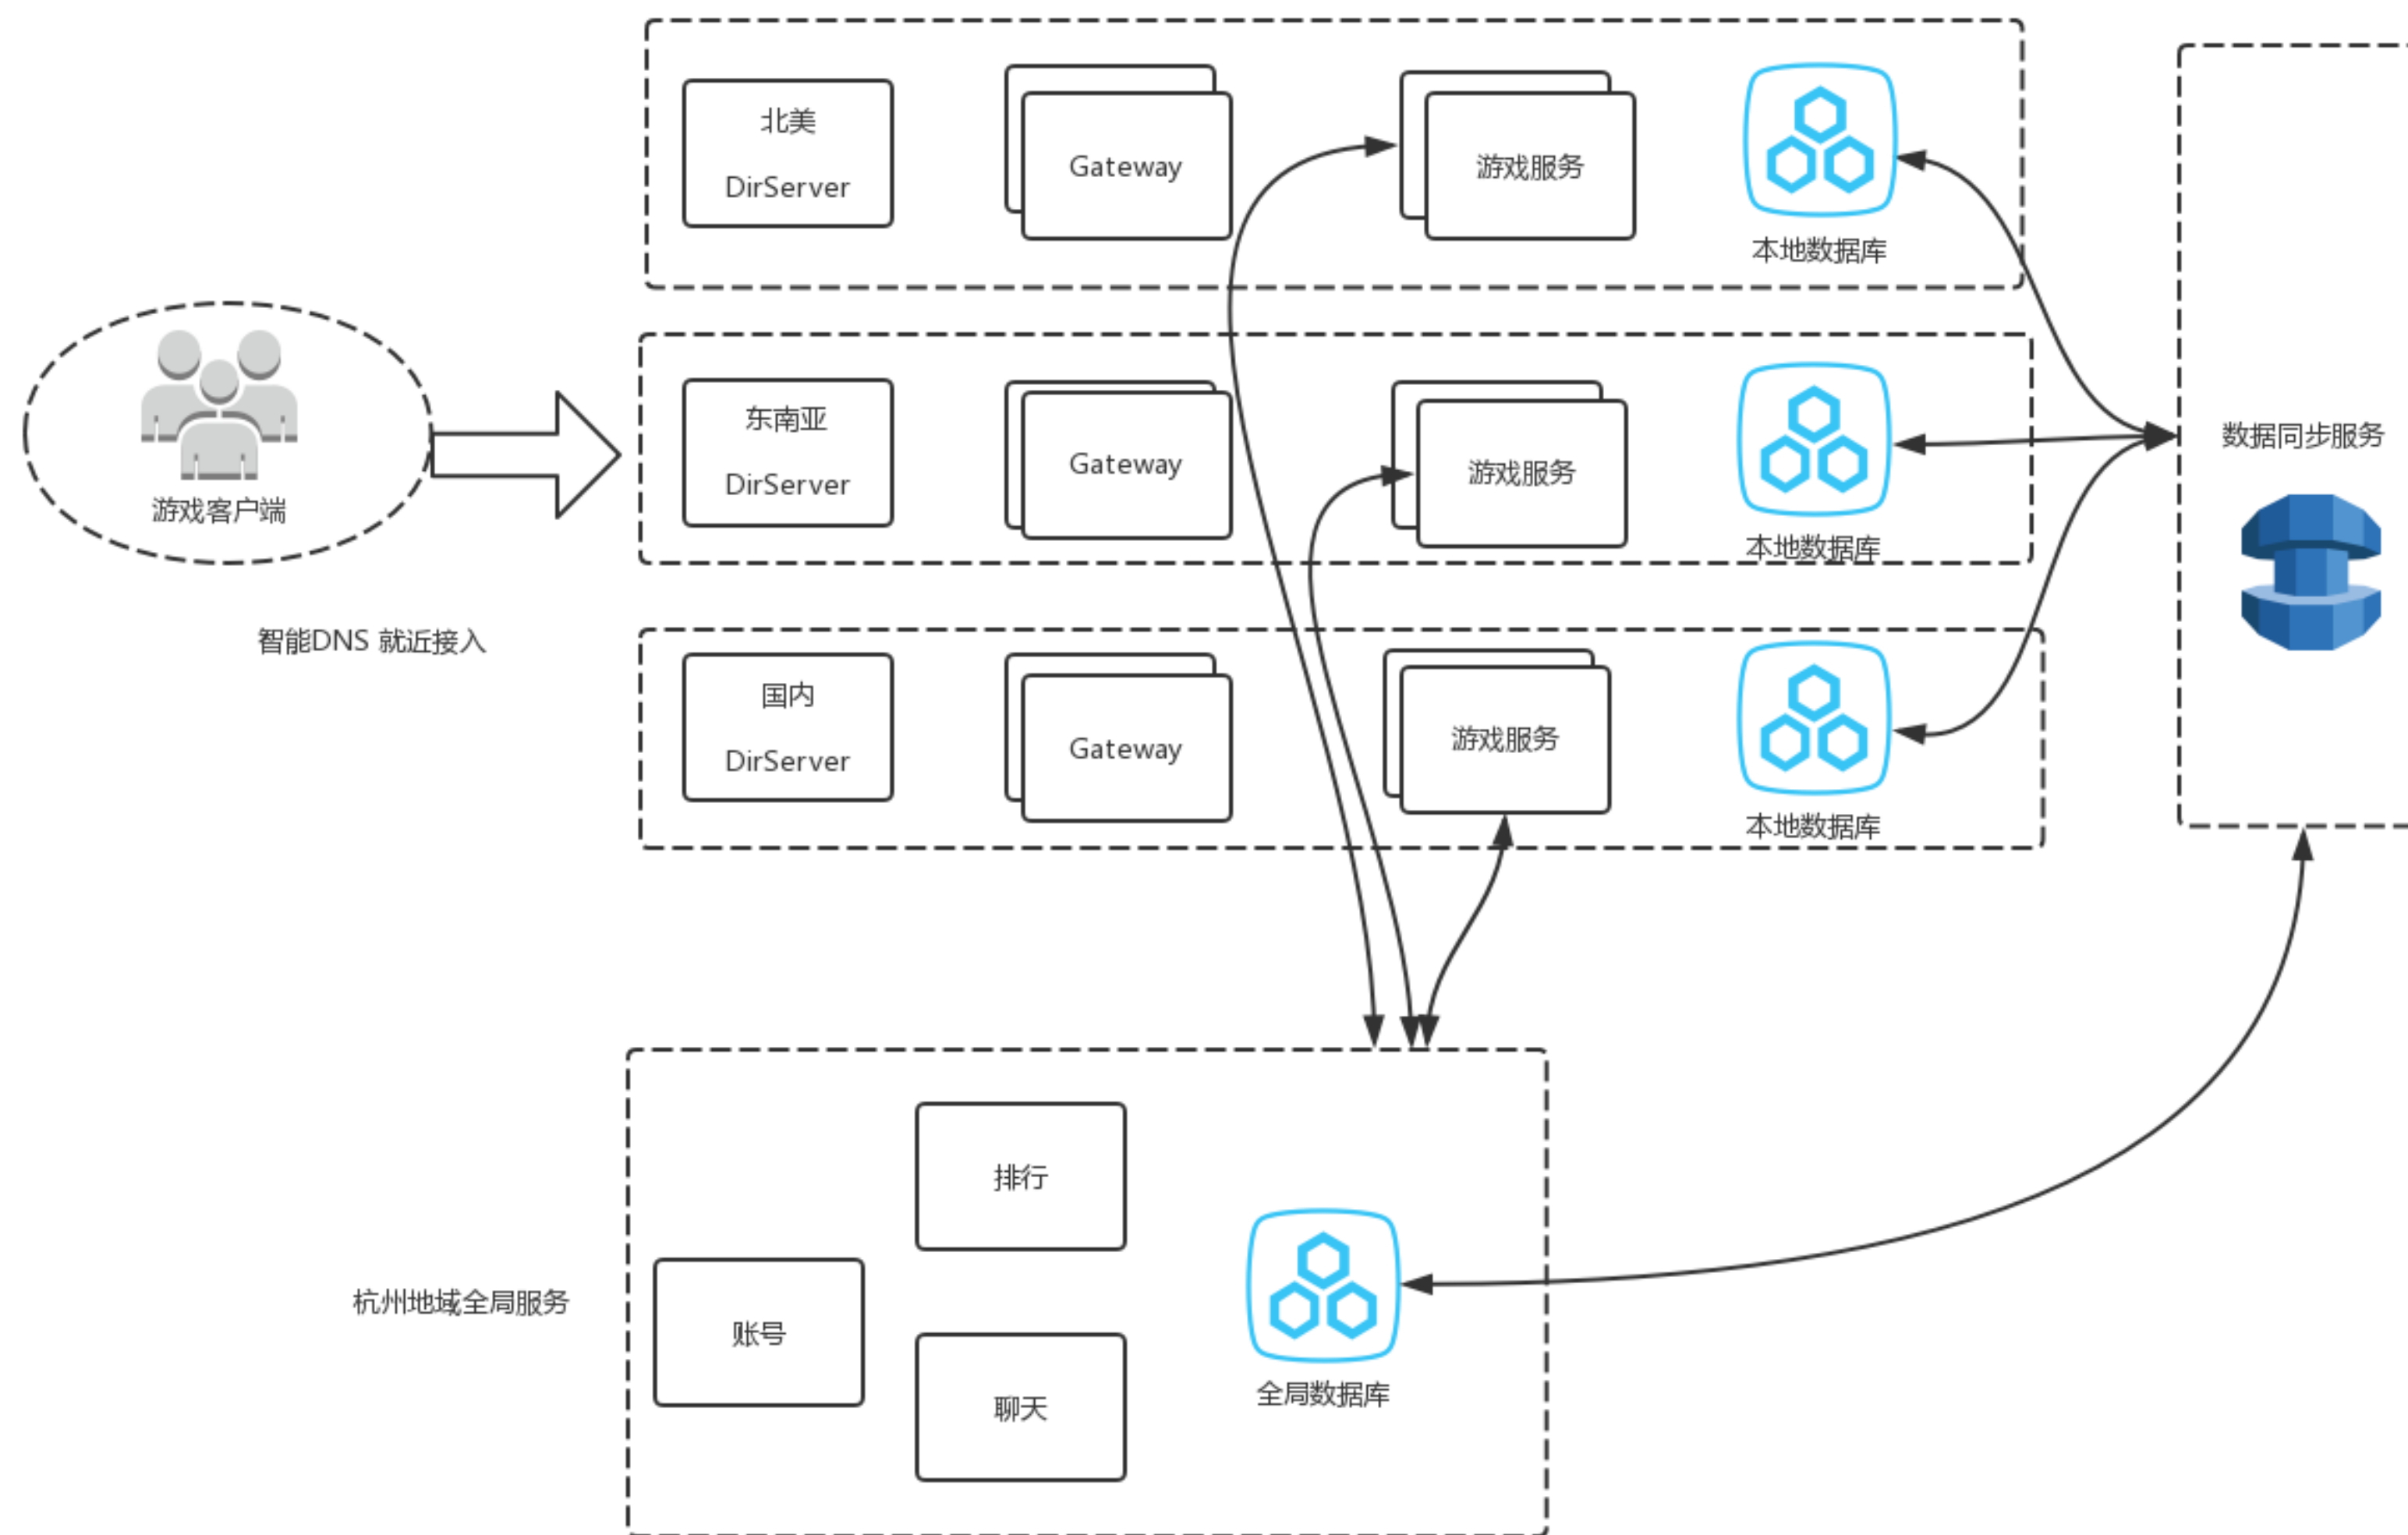 北美
DirServer
Gateway
游戏服务
本地数据库
游戏客户端
东南亚
DirServer
Gateway
游戏服务
本地数据库
数据同步服务
智能DNS 就近接入
国内
DirServer
Gateway
游戏服务
本地数据库
杭州地域全局服务
排行
账号
聊天
全局数据库